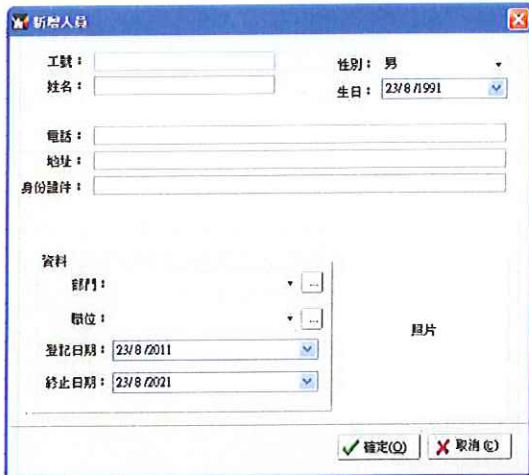 新增人員
工號：
性別： 男
姓名：
生日： 23/8/1991
電話：
地址：
身份證件：
資料
部門：
...
職位：
...
照片
登記日期： 23/8/2011
終止日期： 23/8/2021
確定(O)
取消(C)